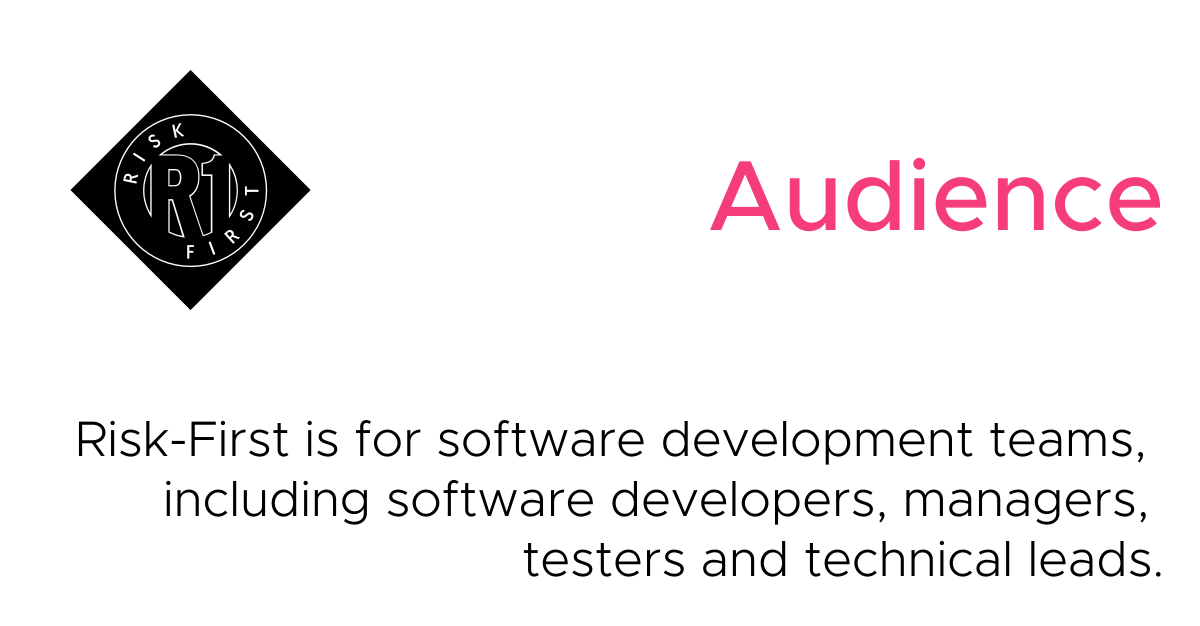 RISK
R1
FIRST
Audience
Risk-First is for software development teams,
including software developers, managers,
testers and technical leads.